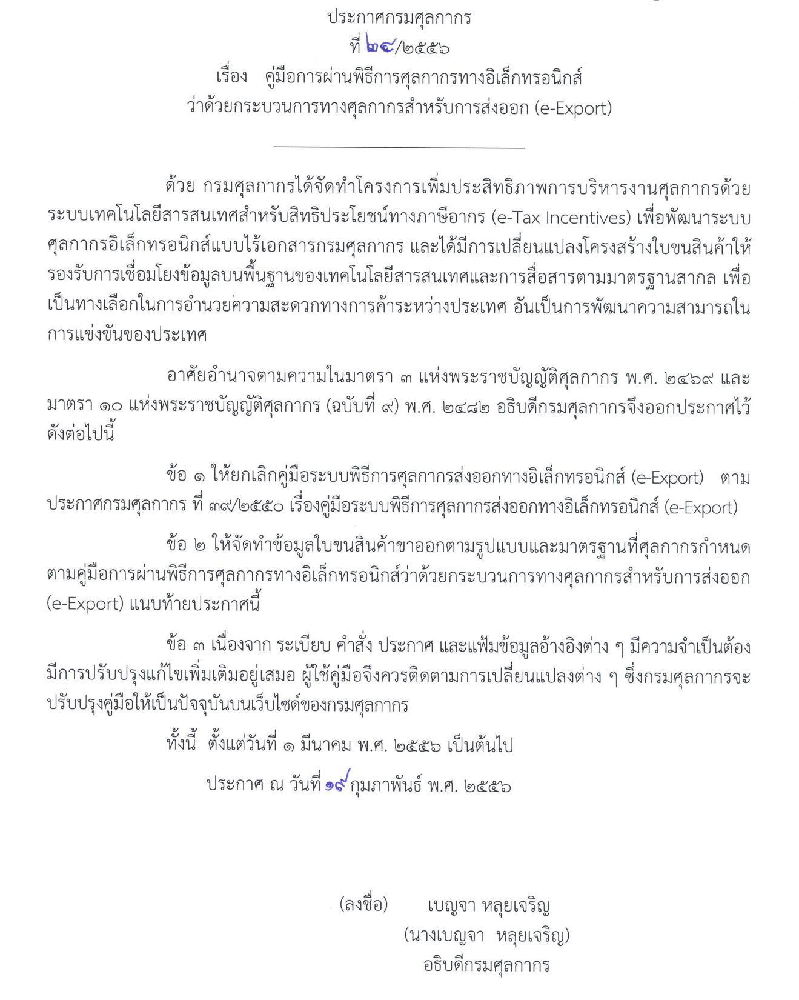 ประกาศกรมศุลกากร
ที่ ๒๔/๒๕๕๖
เรื่อง คู่มือการผ่านพิธีการศุลกากรทางอิเล็กทรอนิกส์
ว่าด้วยกระบวนการทางศุลกากรสำหรับการส่งออก (e-Export)
ด้วย กรมศุลกากรได้จัดทำโครงการเพิ่มประสิทธิภาพการบริหารงานศุลกากรด้วย
ระบบเทคโนโลยีสารสนเทศสำหรับสิทธิประโยชน์ทางภาษีอากร (e-Tax Incentives) เพื่อพัฒนาระบบ
ศุลกากรอิเล็กทรอนิกส์แบบไร้เอกสารกรมศุลกากร และได้มีการเปลี่ยนแปลงโครงสร้างใบขนสินค้าให้
รองรับการเชื่อมโยงข้อมูลบนพื้นฐานของเทคโนโลยีสารสนเทศและการสื่อสารตามมาตรฐานสากล เพื่อ
เป็นทางเลือกในการอำนวยความสะดวกทางการค้าระหว่างประเทศ อันเป็นการพัฒนาความสามารถใน
การแข่งขันของประเทศ
อาศัยอำนาจตามความในมาตรา ๓ แห่งพระราชบัญญัติศุลกากร พ.ศ. ๒๔๖๙ และ
มาตรา ๑๐ แห่งพระราชบัญญัติศุลกากร (ฉบับที่ ๙) พ.ศ. ๒๔๘๒ อธิบดีกรมศุลกากรจึงออกประกาศไว้
ดังต่อไปนี้
ข้อ ๑ ให้ยกเลิกคู่มือระบบพิธีการศุลกากรส่งออกทางอิเล็กทรอนิกส์ (e-Export) ตาม
ประกาศกรมศุลกากร ที่ ๓๙/๒๕๕๐ เรื่องคู่มือระบบพิธีการศุลกากรส่งออกทางอิเล็กทรอนิกส์ (e-Export)
ข้อ ๒ ให้จัดทำข้อมูลใบขนสินค้าขาออกตามรูปแบบและมาตรฐานที่ศุลกากรกำหนด
ตามคู่มือการผ่านพิธีการศุลกากรทางอิเล็กทรอนิกส์ว่าด้วยกระบวนการทางศุลกากรสำหรับการส่งออก
(e-Export) แนบท้ายประกาศนี้
ข้อ ๓ เนื่องจาก ระเบียบ คำสั่ง ประกาศ และแฟ้มข้อมูลอ้างอิงต่าง ๆ มีความจำเป็นต้อง
มีการปรับปรุงแก้ไขเพิ่มเติมอยู่เสมอ ผู้ใช้คู่มือจึงควรติดตามการเปลี่ยนแปลงต่าง ๆ ซึ่งกรมศุลกากรจะ
ปรับปรุงคู่มือให้เป็นปัจจุบันบนเว็บไซด์ของกรมศุลกากร
ทั้งนี้ ตั้งแต่วันที่ ๑ มีนาคม พ.ศ. ๒๕๕๖ เป็นต้นไป
ประกาศ ณ วันที่ ๑๙ กุมภาพันธ์ พ.ศ. ๒๕๕๖
(ลงชื่อ) เบญจา หลุยเจริญ
(นางเบญจา หลุยเจริญ)
อธิบดีกรมศุลกากร